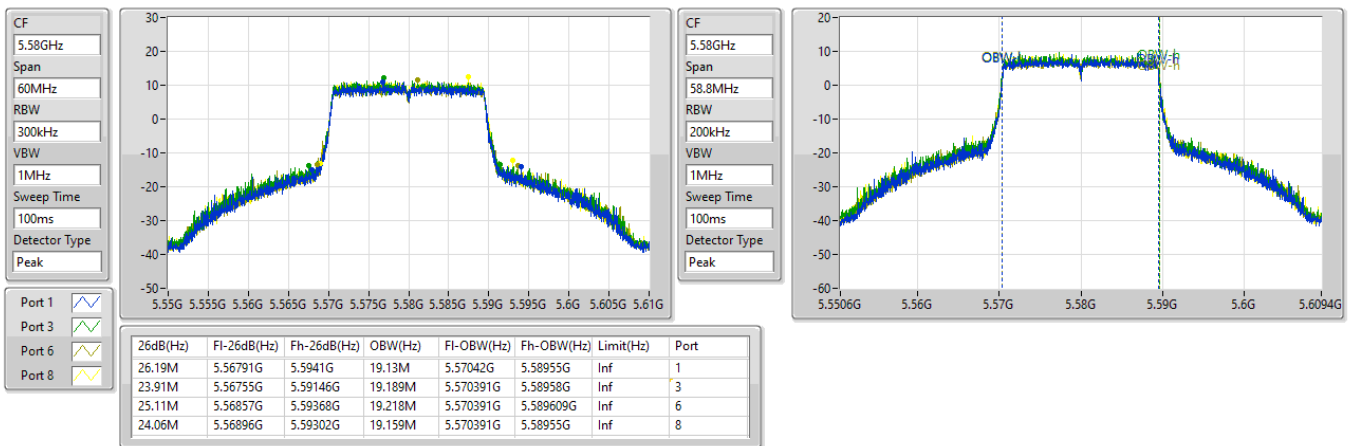 CF
5.58GHz
Span
60MHz
RBW
300kHz
VBW
1MHz
Sweep Time
100ms
Detector Type
Peak
30
20
10
0
-10
-20
-30
-40
5.55G 5.555G 5.56G 5.565G 5.57G 5.575G 5.58G 5.585G 5.59G 5.595G 5.6G 5.605G 5.61G
CF
5.58GHz
Span
58.8MHz
RBW
200kHz
VBW
1MHz
Sweep Time
100ms
Detector Type
Peak
20
10
0
-10
-20
-30
-40
-50
-60
OBW-l
OBW-h
5.5506G 5.56G 5.57G 5.58G 5.59G 5.6G 5.6094G
Port 1
Port 3
Port 6
Port 8
26dB(Hz) Fl-26dB(Hz) Fh-26dB(Hz) OBW(Hz) Fl-OBW(Hz) Fh-OBW(Hz) Limit(Hz) Port
26.19M 5.56791G 5.5941G 19.13M 5.57042G 5.58955G Inf 1
23.91M 5.56755G 5.59146G 19.189M 5.570391G 5.58958G Inf 3
25.11M 5.56857G 5.59368G 19.218M 5.570391G 5.589609G Inf 6
24.06M 5.56896G 5.59302G 19.159M 5.570391G 5.58955G Inf 8